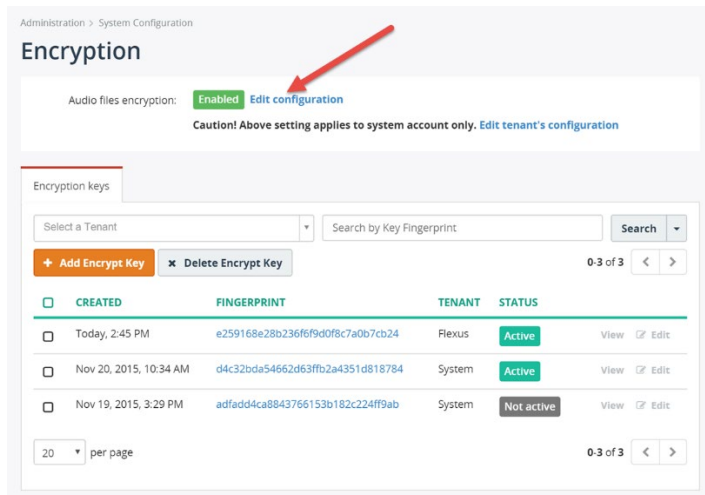 Administration > System Configuration
Encryption
Audio files encryption: Enabled Edit configuration
Caution! Above setting applies to system account only. Edit tenant's configuration
Encryption keys
Select a Tenant Search by Key Fingerprint Search
+ Add Encrypt Key × Delete Encrypt Key 0-3 of 3 < >
CREATED FINGERPRINT TENANT STATUS
Today, 2:45 PM e259168e28b236f6f9d0f8c7a0b7cb24 Flexus Active View Edit
Nov 20, 2015, 10:34 AM d4c32bda54662d63ffb2a4351d818784 System Active View Edit
Nov 19, 2015, 3:29 PM adfadd4ca8843766153b182c224ff9ab System Not active View Edit
20 per page 0-3 of 3 < >